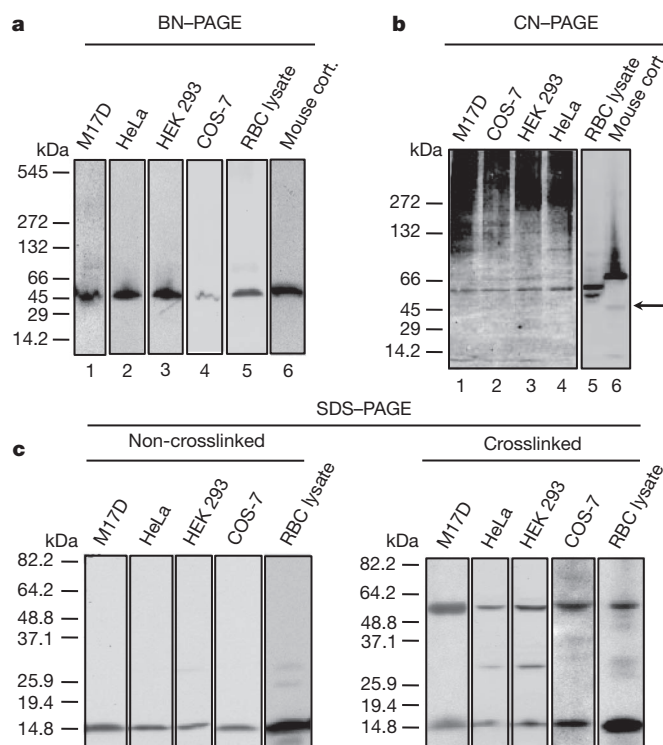 a
BN–PAGE
M17D
HeLa
HEK 293
COS-7
RBC lysate
Mouse cort.
kDa
545
272
132
66
45
29
14.2
1 2 3 4 5 6
b
CN–PAGE
M17D
COS-7
HEK 293
HeLa
RBC lysate
Mouse cort.
kDa
272
132
66
45
29
14.2
1 2 3 4 5 6
SDS–PAGE
c
Non-crosslinked
M17D
HeLa
HEK 293
COS-7
RBC lysate
kDa
82.2
64.2
48.8
37.1
25.9
19.4
14.8
Crosslinked
M17D
HeLa
HEK 293
COS-7
RBC lysate
kDa
82.2
64.2
48.8
37.1
25.9
19.4
14.8